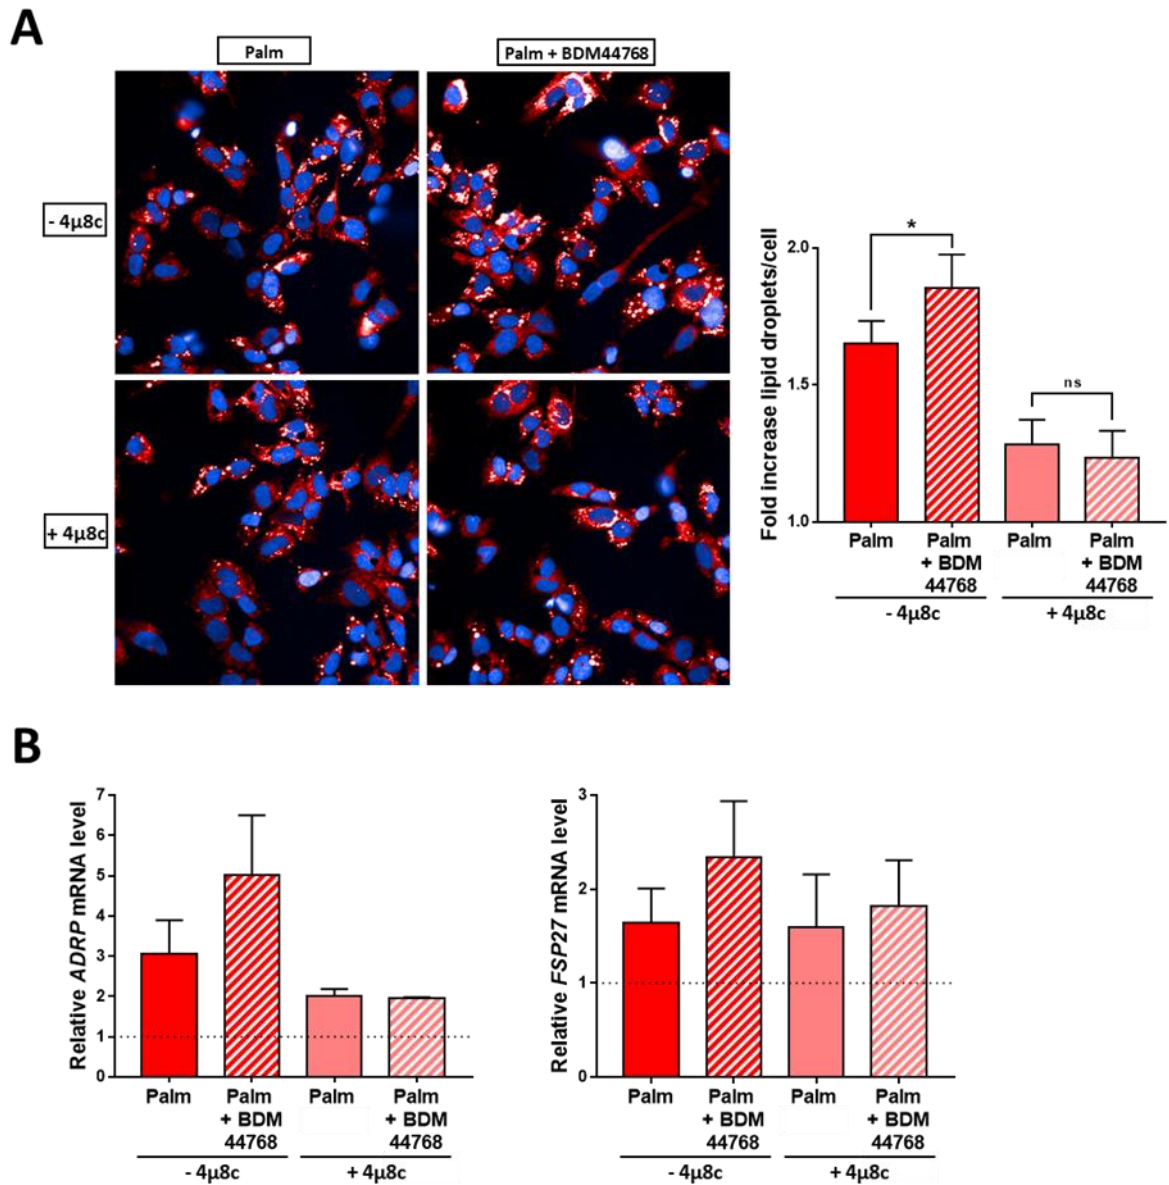 A
Palm
Palm + BDM44768
- 4µ8c
+ 4µ8c
Fold increase lipid droplets/cell
2.0
1.5
1.0
*
ns
Palm
Palm
+ BDM
44768
Palm
Palm
+ BDM
44768
- 4µ8c
+ 4µ8c
B
Relative ADRP mRNA level
7
6
5
4
3
2
1
0
Palm
Palm
+ BDM
44768
Palm
Palm
+ BDM
44768
- 4µ8c
+ 4µ8c
Relative FSP27 mRNA level
3
2
1
0
Palm
Palm
+ BDM
44768
Palm
Palm
+ BDM
44768
- 4µ8c
+ 4µ8c